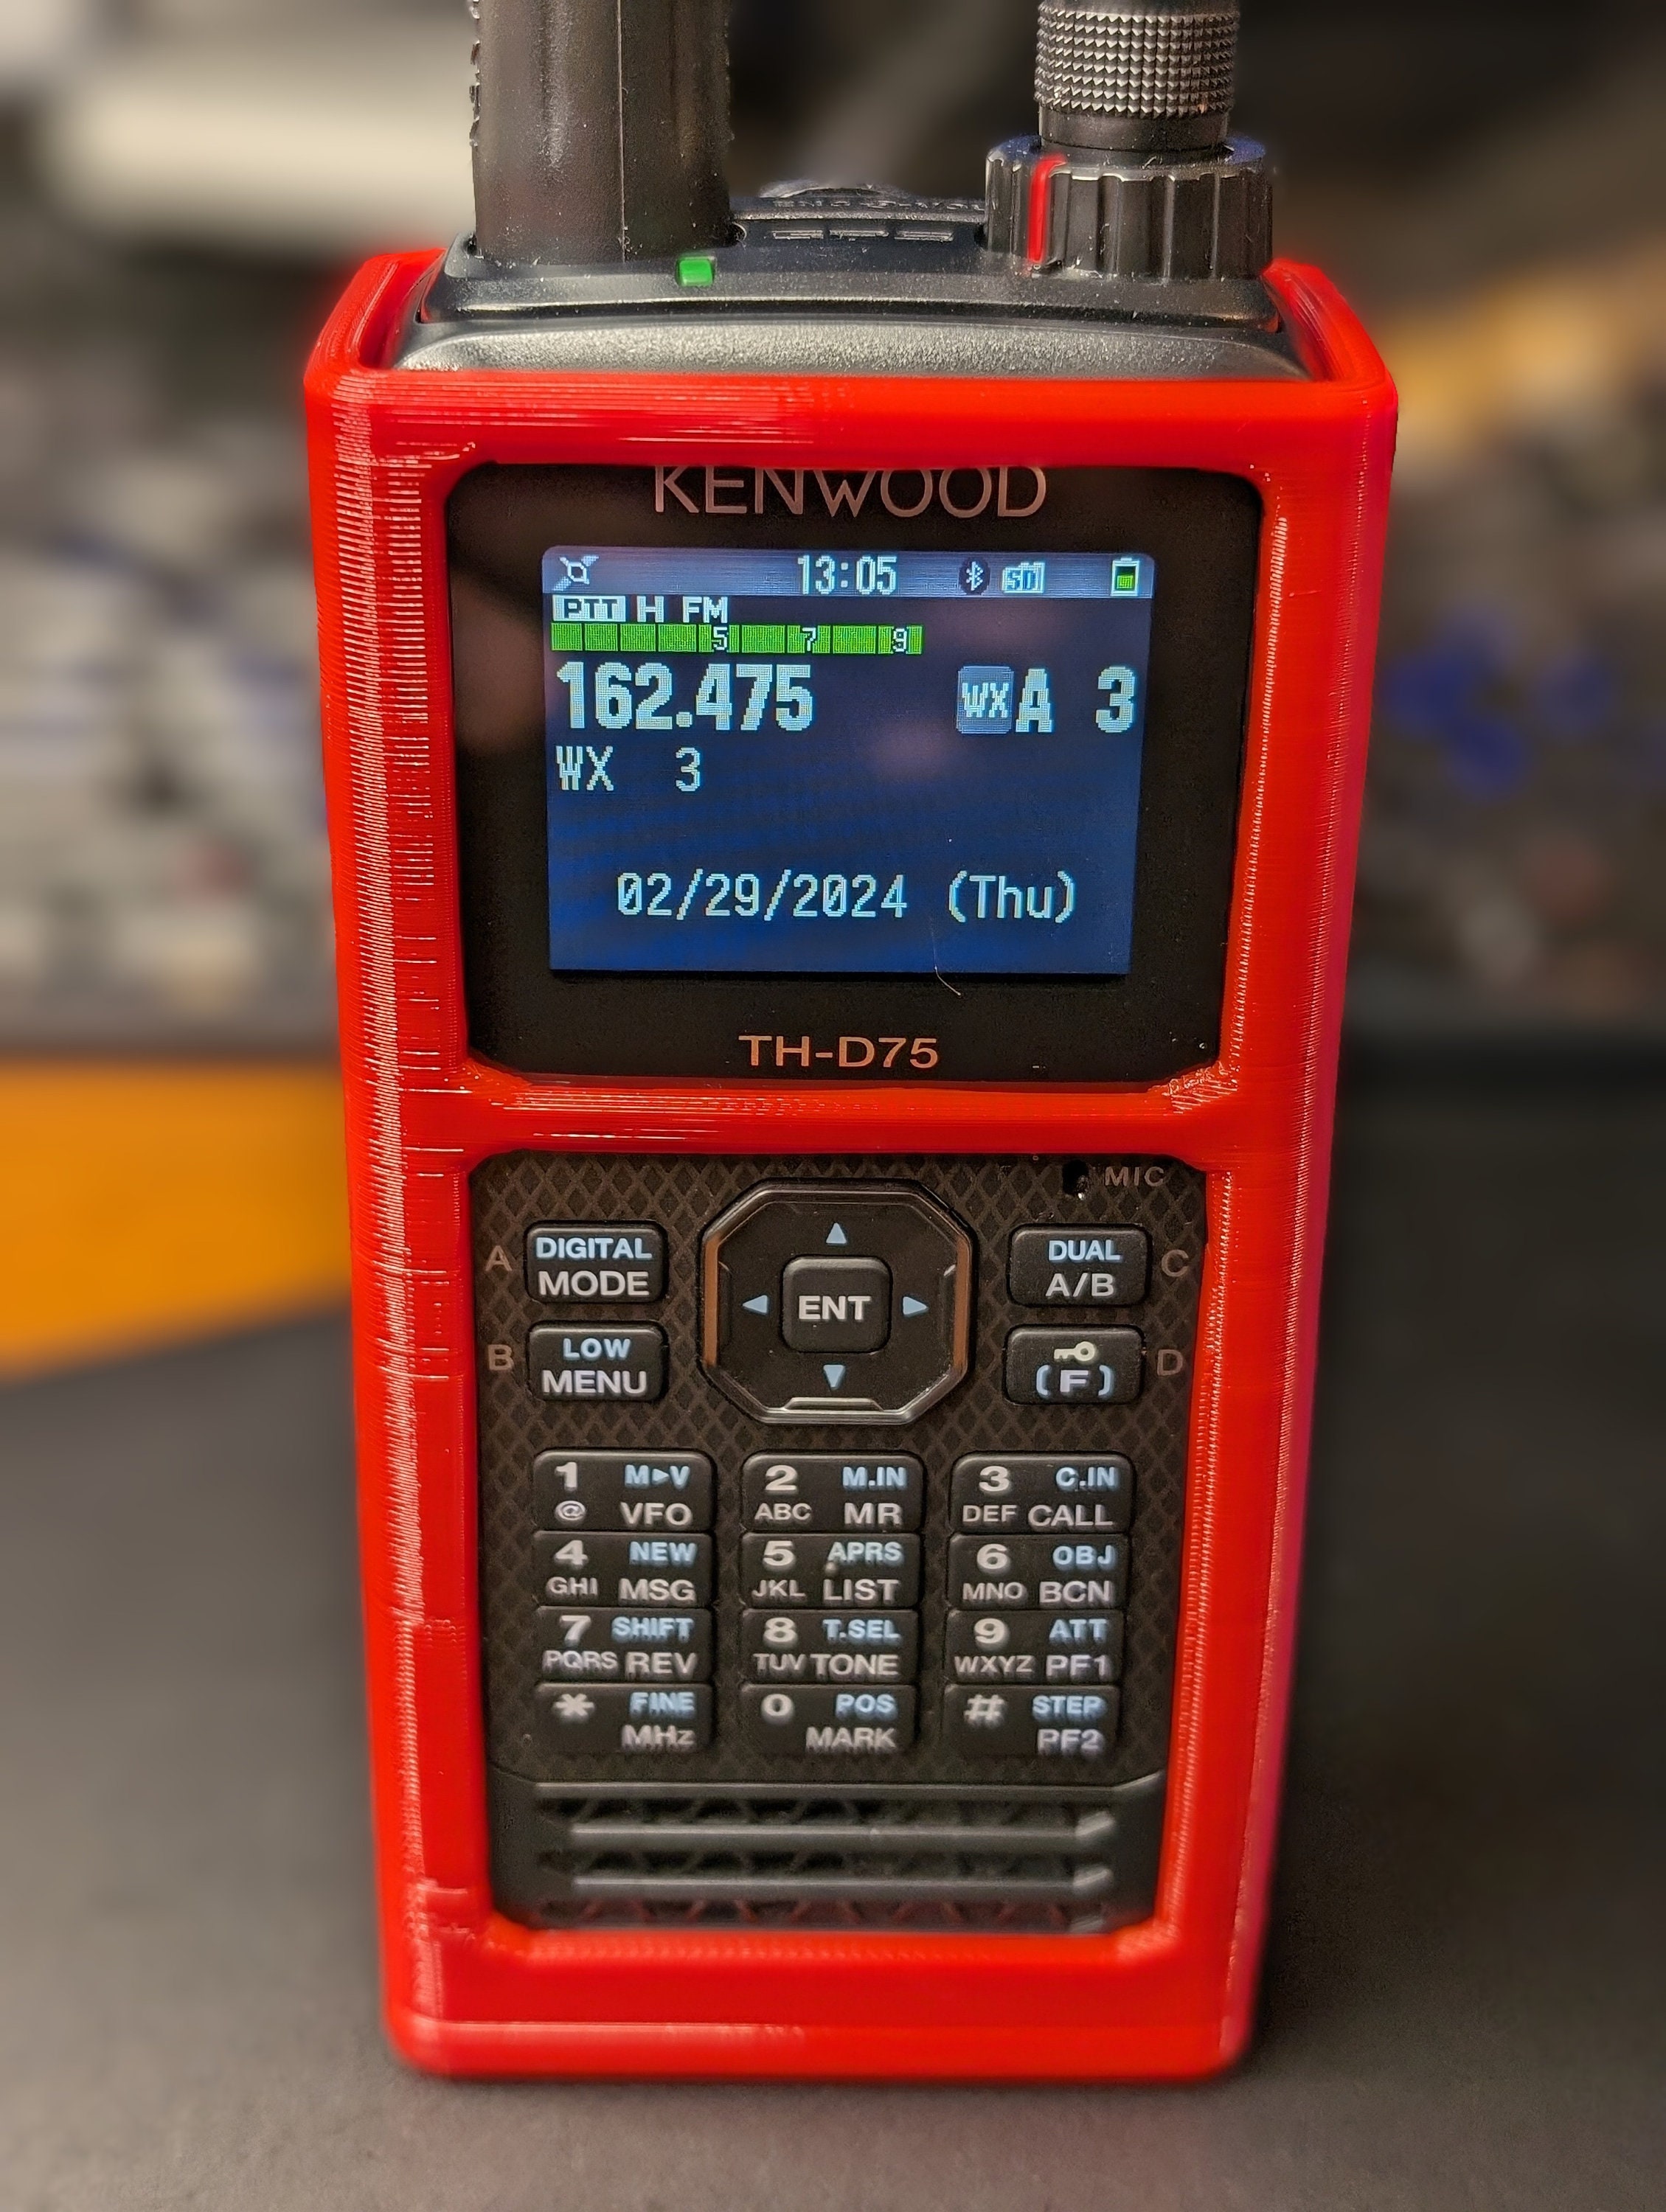 KENWOOD
13:05 SD
PTT H FM
5 7 9
162.475 WX A 3
WX 3
02/29/2024 (Thu)
TH-D75
MIC
A DIGITAL MODE DUAL A/B C
ENT
B LOW MENU (F) D
1 M►V 2 M.IN 3 C.IN
@ VFO ABC MR DEF CALL
4 NEW 5 APRS 6 OBJ
GHI MSG JKL LIST MNO BCN
7 SHIFT 8 T.SEL 9 ATT
PQRS REV TUV TONE WXYZ PF1
* FINE 0 POS # STEP
MHz MARK PF2